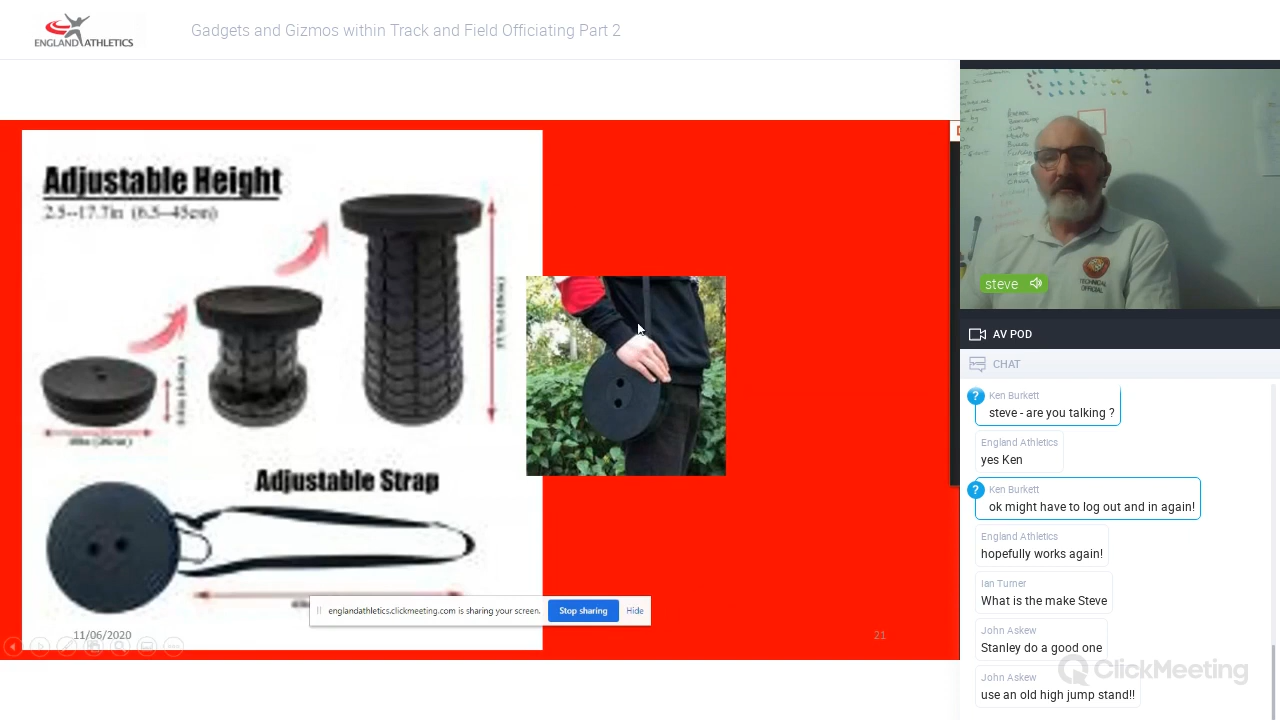 ENGLAND ATHLETICS
Gadgets and Gizmos within Track and Field Officiating Part 2
Adjustable Height
2.5--17.7in (6.5--45cm)
Adjustable Strap
englandathletics.clickmeeting.com is sharing your screen.
Stop sharing
Hide
11/06/2020
21
TECHNICAL
OFFICIAL
steve
AV POD
CHAT
Ken Burkett
steve - are you talking ?
England Athletics
yes Ken
Ken Burkett
ok might have to log out and in again!
England Athletics
hopefully works again!
Ian Turner
What is the make Steve
John Askew
Stanley do a good one
John Askew
use an old high jump stand!!
ClickMeeting